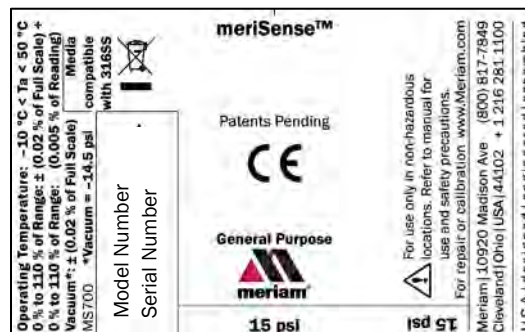 Operating Temperature: -10 °C < Ta < 50 °C
0 % to 110 % of Range: ± (0.02 % of Full Scale) +
0 % to 110 % of Range: (0.005 % of Reading)
Vacuum*: ± (0.02 % of Full Scale)
MS700 *Vacuum = -14.5 psi
Media
compatible
with 316SS
Model Number
Serial Number
meriSense™
Patents Pending
CE
General Purpose
meriam®
15 psi
For use only in non-hazardous
locations. Refer to manual for
use and safety precautions.
For repair or calibration www.Meriam.com
Meriam|10920 Madison Ave (800) 817-7849
Cleveland|Ohio|USA|44102 + 1 216 281 1100
15 psi